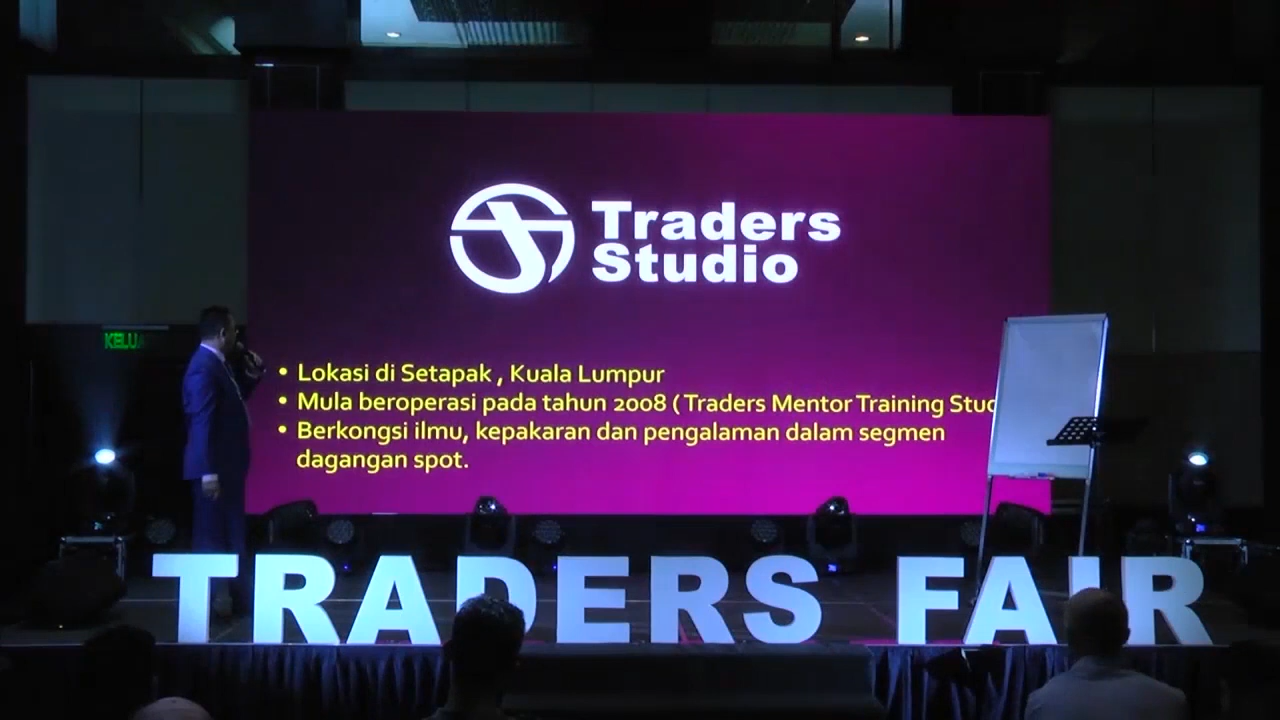 Traders
Studio
• Lokasi di Setapak , Kuala Lumpur
• Mula beroperasi pada tahun 2008 ( Traders Mentor Training
• Berkongsi ilmu, kepakaran dan pengalaman dalam segmen
dagangan spot.
TRADERS FAIR